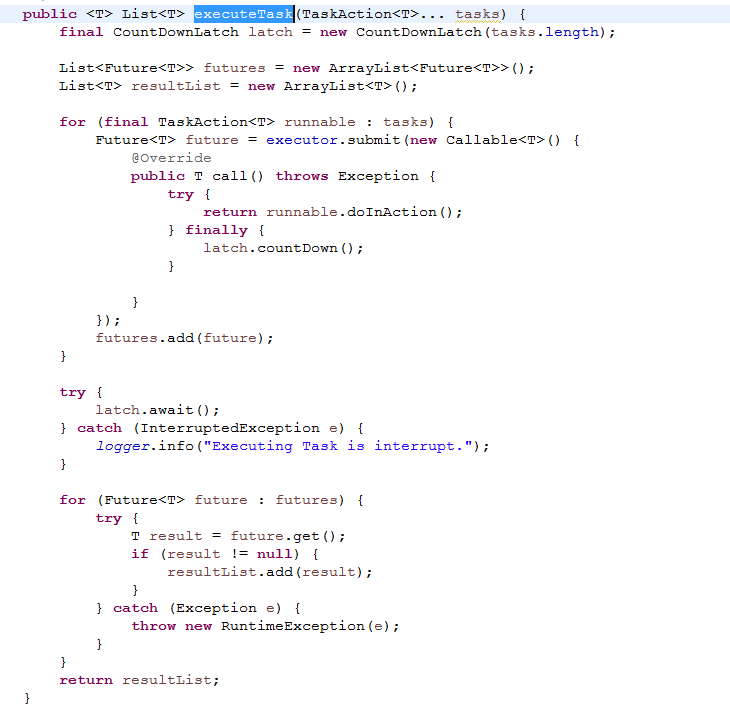 public <T> List<T> executeTask(TaskAction<T>... tasks) {
    final CountDownLatch latch = new CountDownLatch(tasks.length);

    List<Future<T>> futures = new ArrayList<Future<T>>();
    List<T> resultList = new ArrayList<T>();

    for (final TaskAction<T> runnable : tasks) {
        Future<T> future = executor.submit(new Callable<T>() {
            @Override
            public T call() throws Exception {
                try {
                    return runnable.doInAction();
                } finally {
                    latch.countDown();
                }

            }
        });
        futures.add(future);
    }

    try {
        latch.await();
    } catch (InterruptedException e) {
        logger.info("Executing Task is interrupt.");
    }

    for (Future<T> future : futures) {
        try {
            T result = future.get();
            if (result != null) {
                resultList.add(result);
            }
        } catch (Exception e) {
            throw new RuntimeException(e);
        }
    }
    return resultList;
}